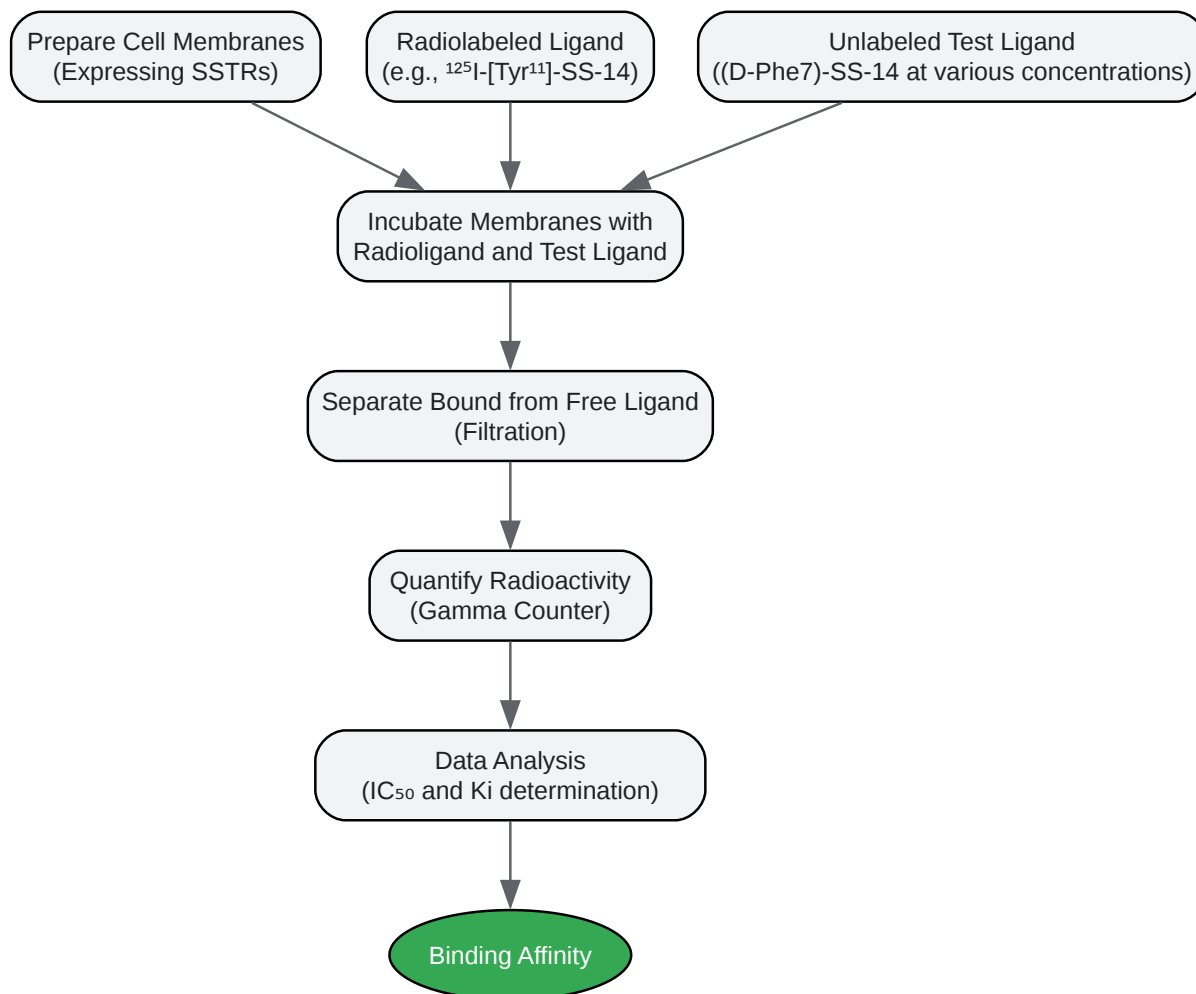 Prepare Cell Membranes
(Expressing SSTRs)
Radiolabeled Ligand
(e.g., ¹²⁵I-[Tyr¹¹]-SS-14)
Unlabeled Test Ligand
((D-Phe7)-SS-14 at various concentrations)
Incubate Membranes with
Radioligand and Test Ligand
Separate Bound from Free Ligand
(Filtration)
Quantify Radioactivity
(Gamma Counter)
Data Analysis
(IC₅₀ and Ki determination)
Binding Affinity